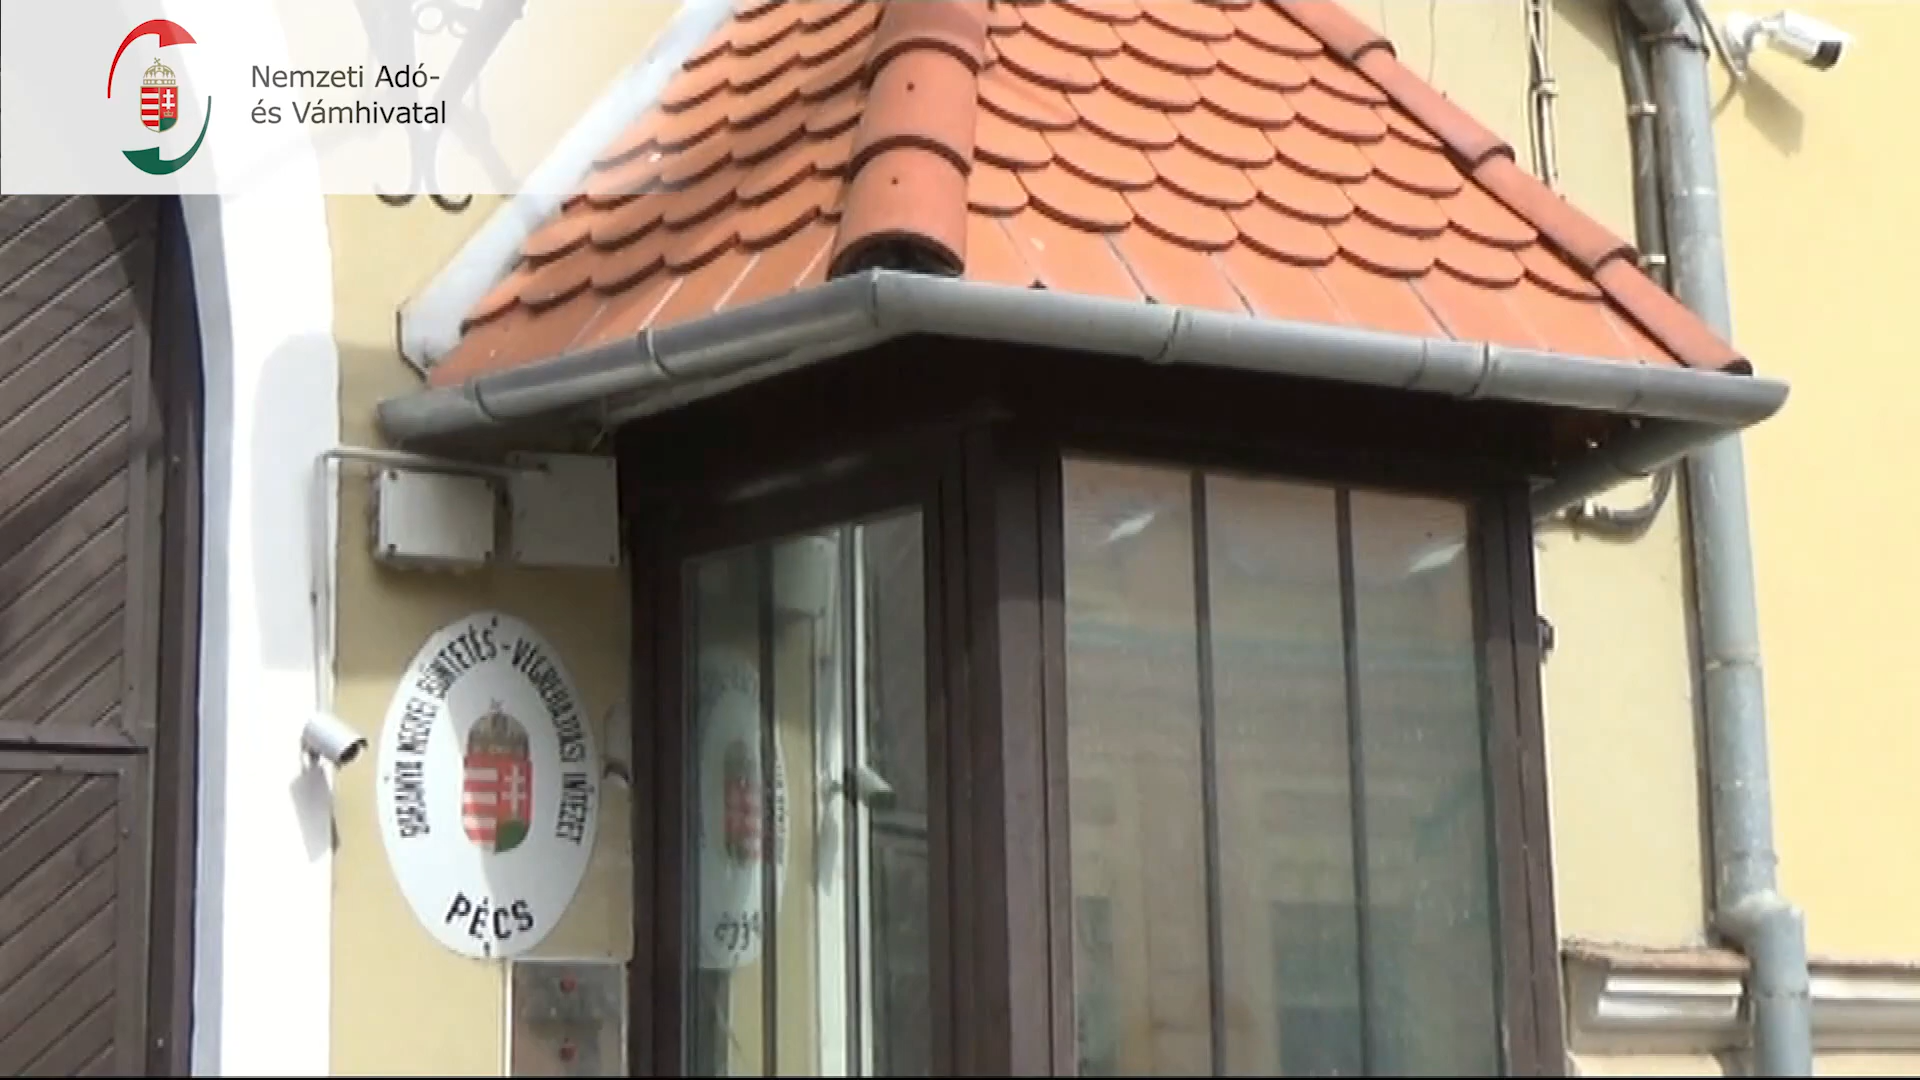 Nemzeti Adó-
és Vámhivatal
BARANYA MEGYEI BÜNTETÉS - VÉGREHAJTÁSI INTÉZET
PÉCS